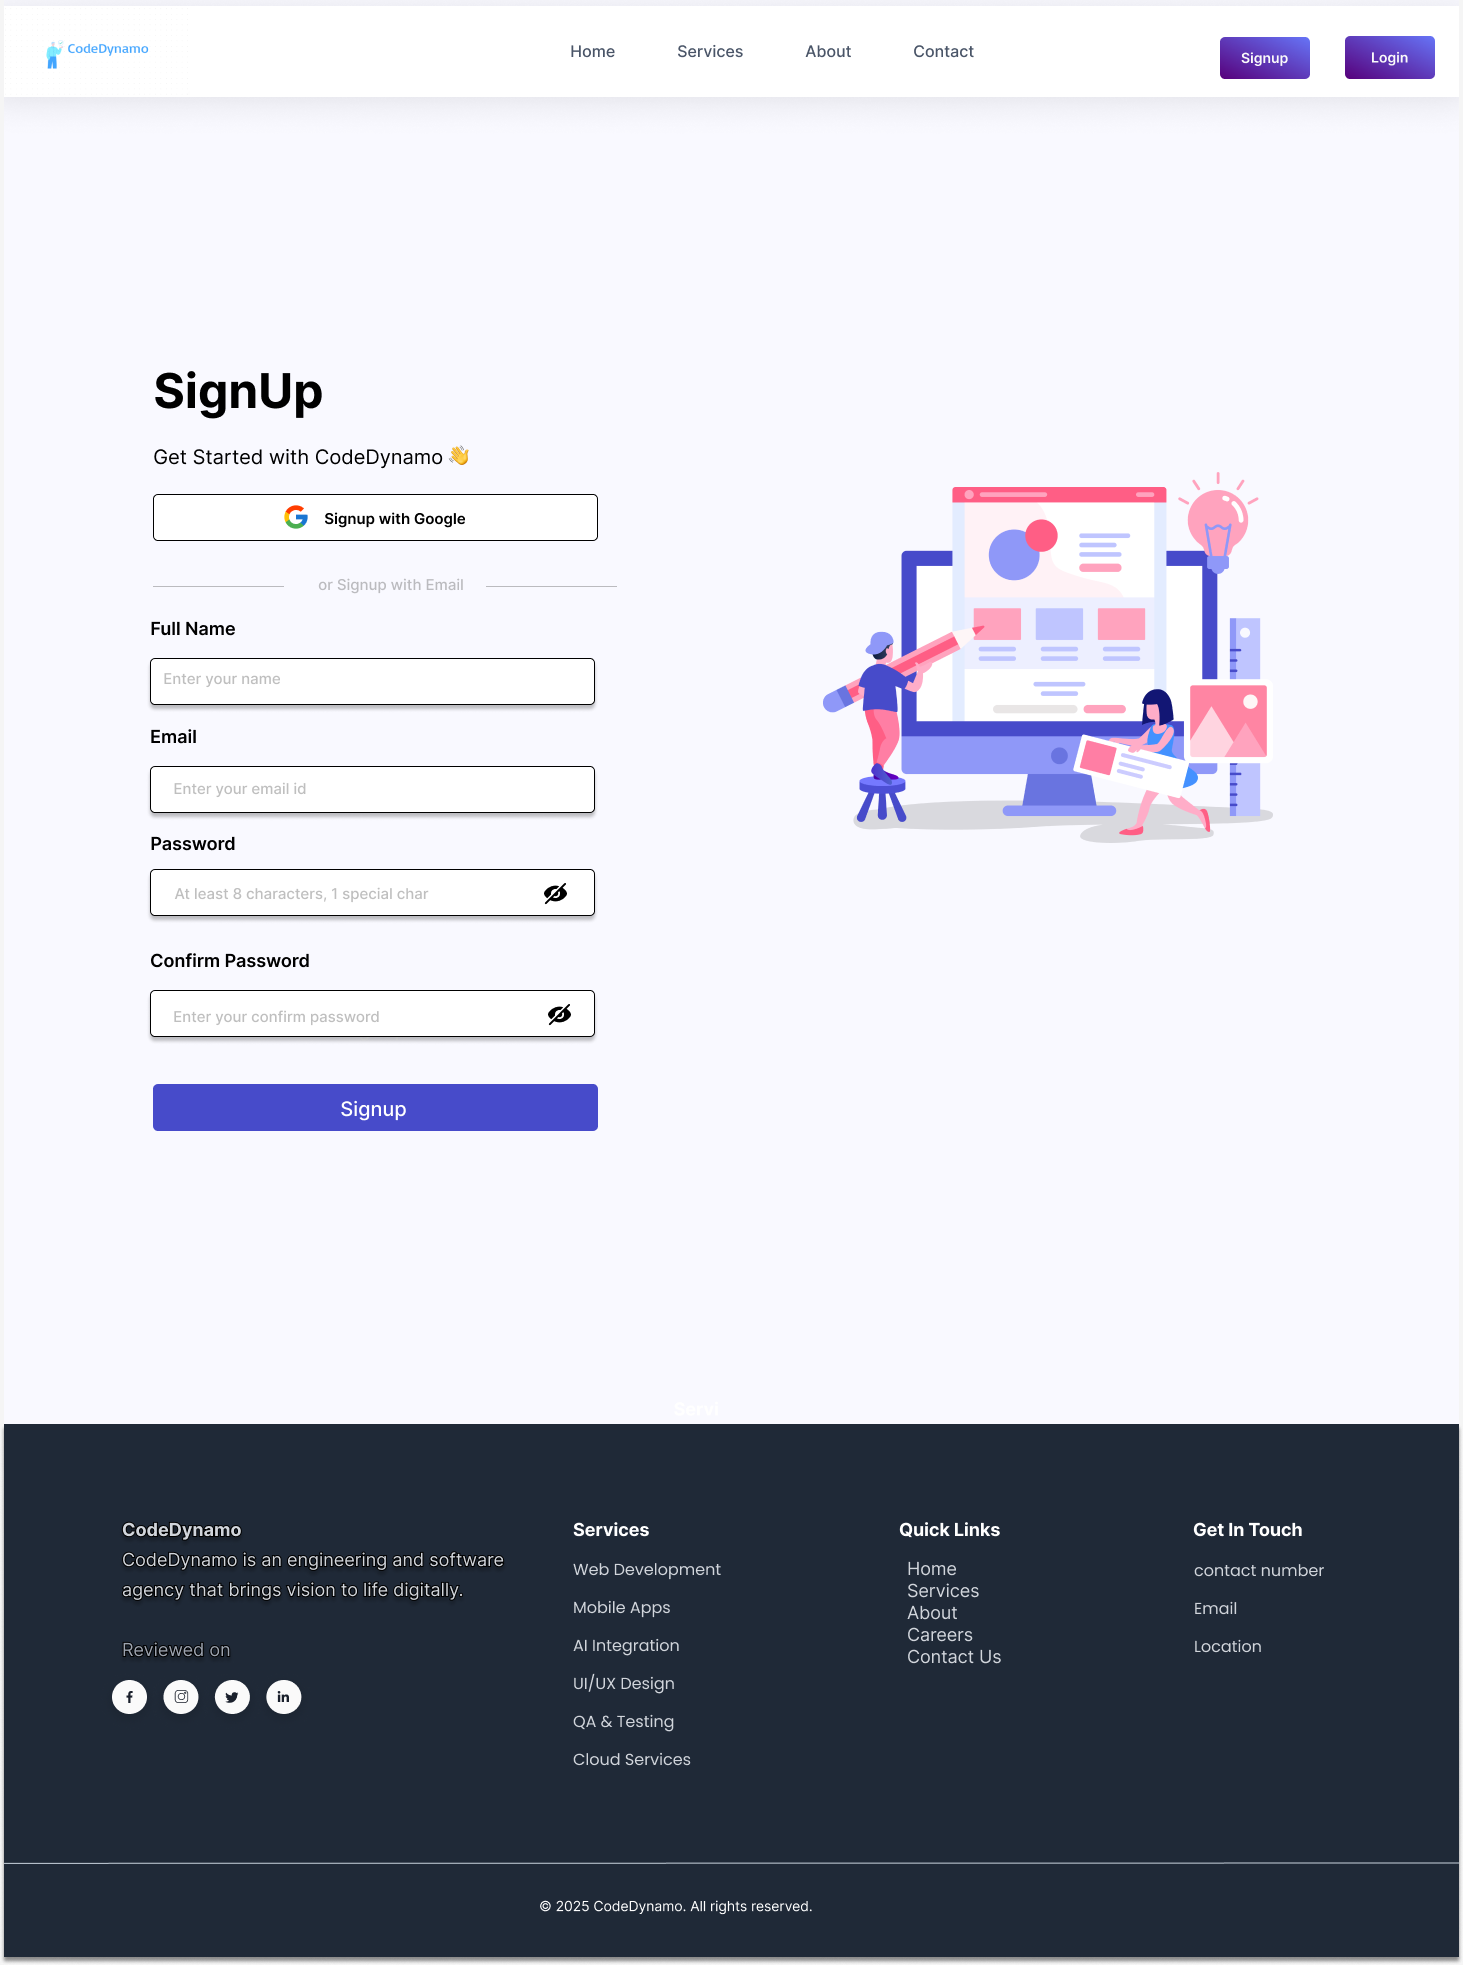 CodeDynamo
Home
Services
About
Contact
Signup
Login
SignUp
Get Started with CodeDynamo 👋
Signup with Google
or Signup with Email
Full Name
Enter your name
Email
Enter your email id
Password
At least 8 characters, 1 special char
Confirm Password
Enter your confirm password
Signup
Servi
CodeDynamo
CodeDynamo is an engineering and software
agency that brings vision to life digitally.
Reviewed on
Services
Web Development
Mobile Apps
AI Integration
UI/UX Design
QA & Testing
Cloud Services
Quick Links
Home
Services
About
Careers
Contact Us
Get In Touch
contact number
Email
Location
© 2025 CodeDynamo. All rights reserved.